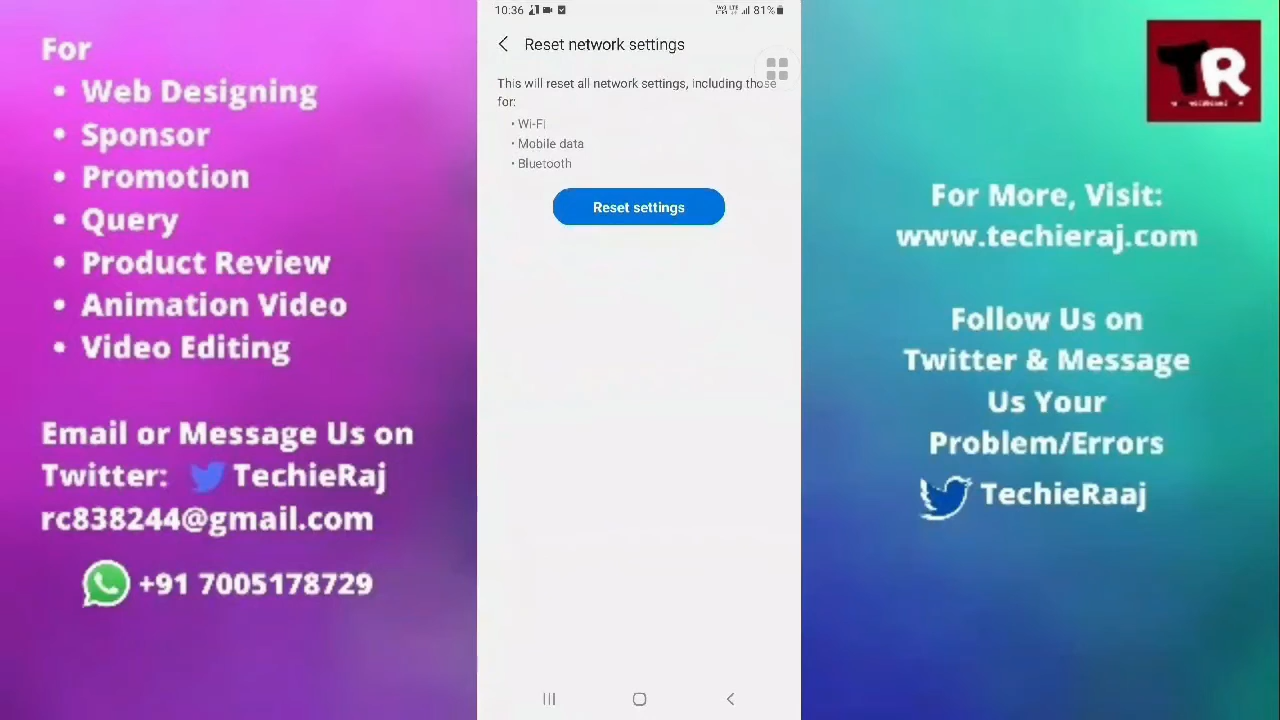 For
• Web Designing
• Sponsor
• Promotion
• Query
• Product Review
• Animation Video
• Video Editing
Email or Message Us on
Twitter: TechieRaj
rc838244@gmail.com
+91 7005178729
10.36
81%
Reset network settings
This will reset all network settings, including those
for:
• Wi-Fi
• Mobile data
• Bluetooth
Reset settings
TR
For More, Visit:
www.techieraj.com
Follow Us on
Twitter & Message
Us Your
Problem/Errors
TechieRaaj